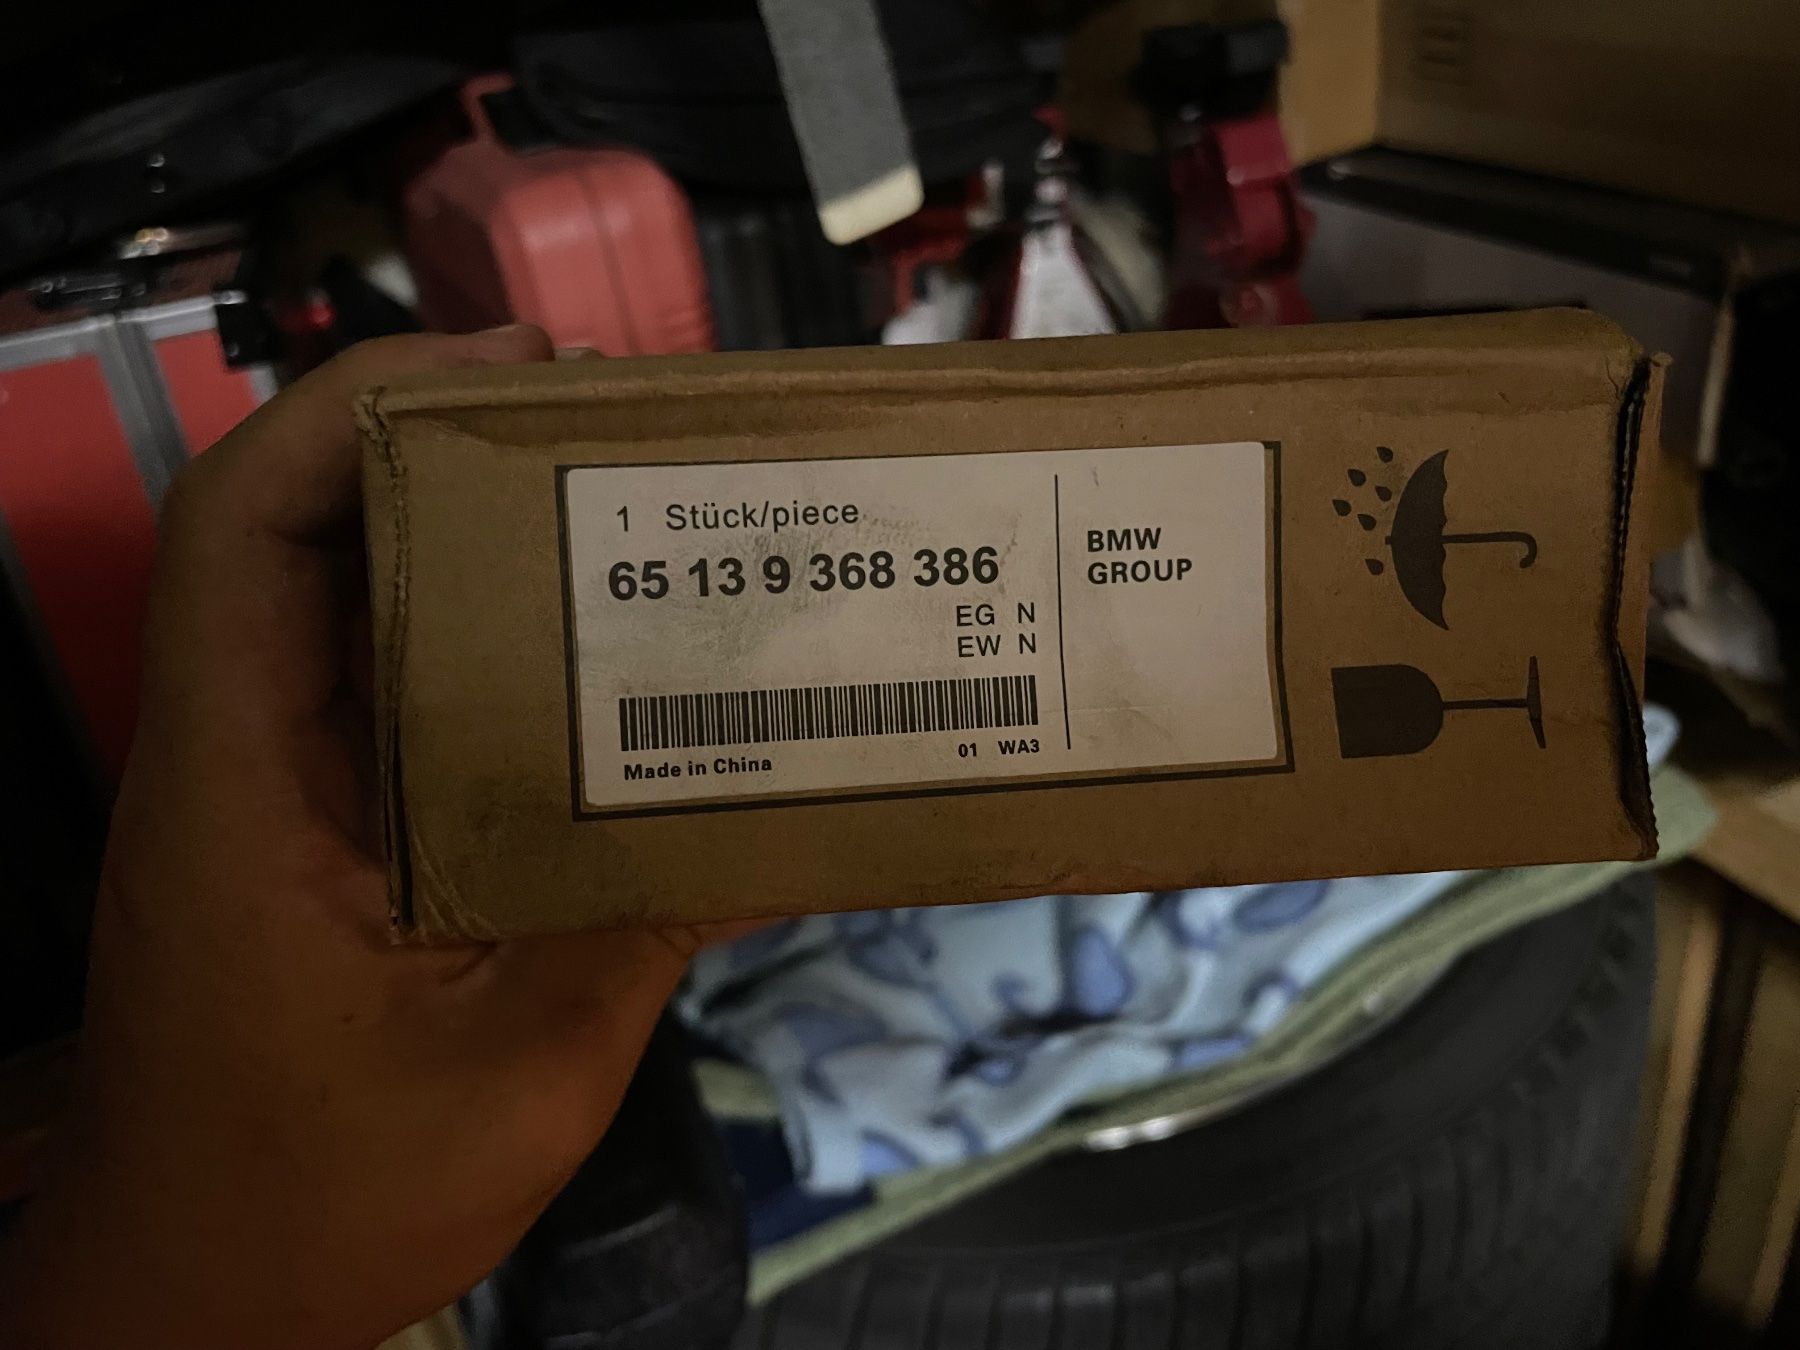 1 Stück/piece
65 13 9 368 386
EG N
EW N
01 WA3
Made in China
BMW
GROUP